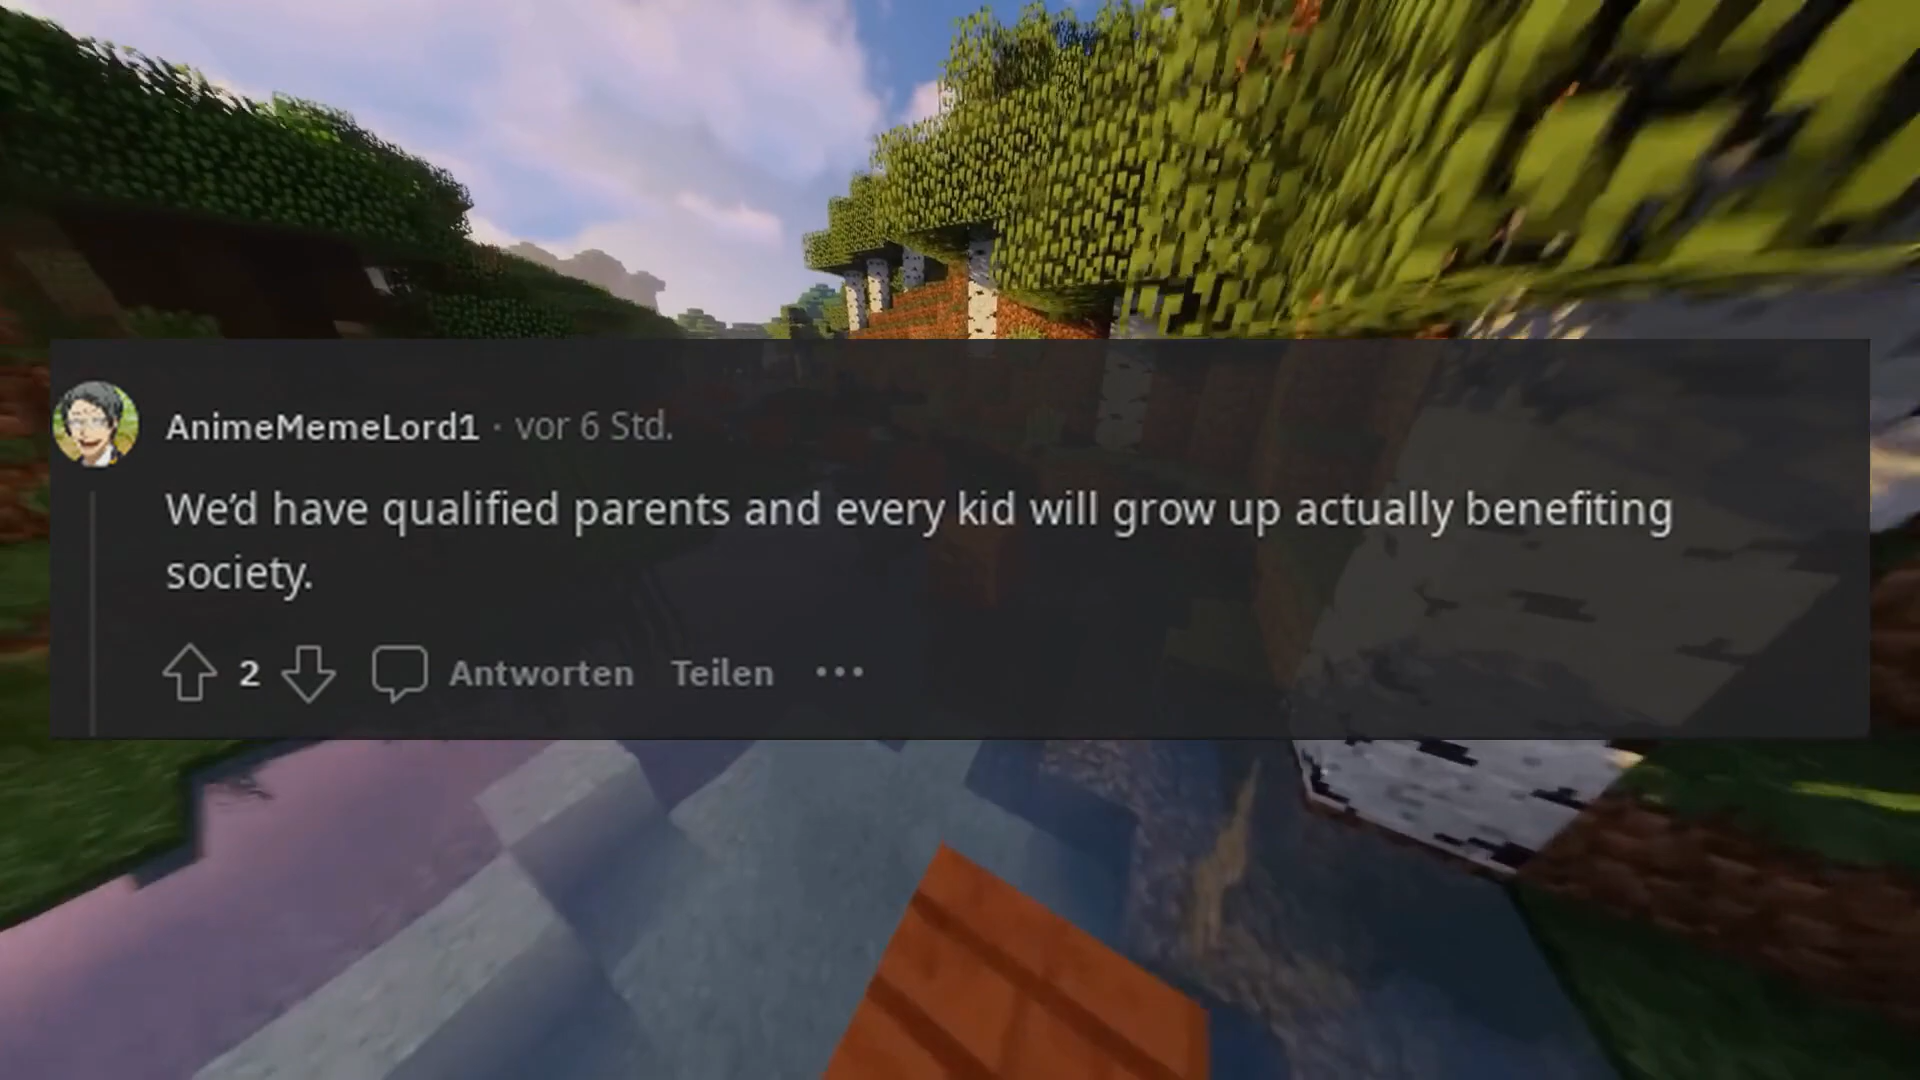 AnimeMemeLord1 · vor 6 Std.
We’d have qualified parents and every kid will grow up actually benefiting
society.
2 Antworten Teilen •••